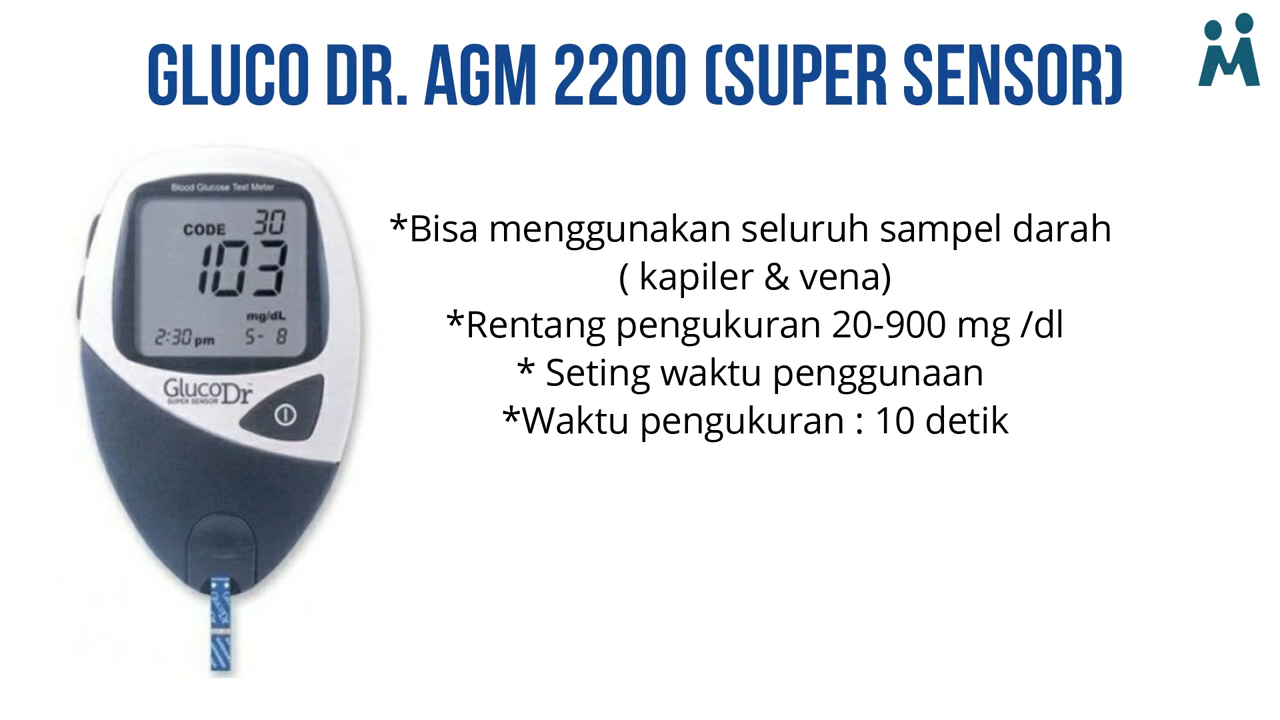 GLUCO DR. AGM 2200 (SUPER SENSOR)
Blood Glucose Test Meter
CODE 30
103
mg/dL
2:30 pm 5- 8
GlucoDr™
SUPER SENSOR
*Bisa menggunakan seluruh sampel darah
( kapiler & vena)
*Rentang pengukuran 20-900 mg /dl
* Seting waktu penggunaan
*Waktu pengukuran : 10 detik